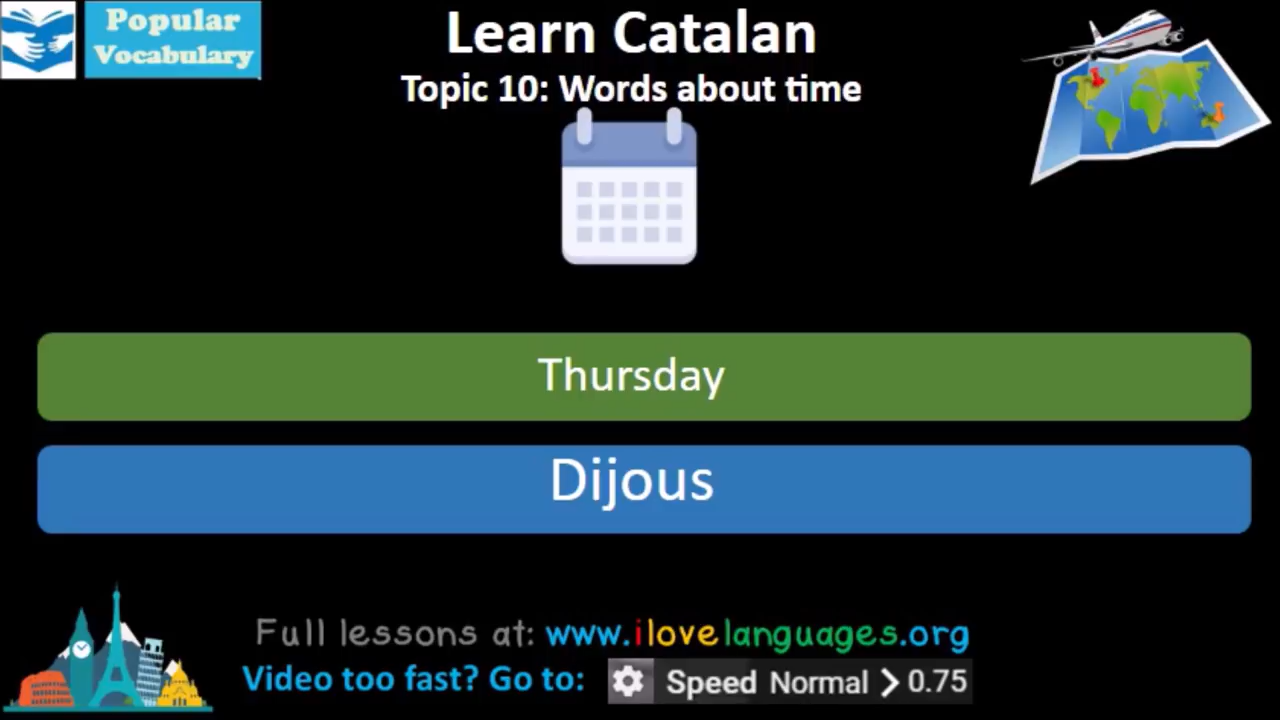 Popular
Vocabulary
Learn Catalan
Topic 10: Words about time
Thursday
Dijous
Full lessons at: www.ilovelanguages.org
Video too fast? Go to: Speed Normal > 0.75